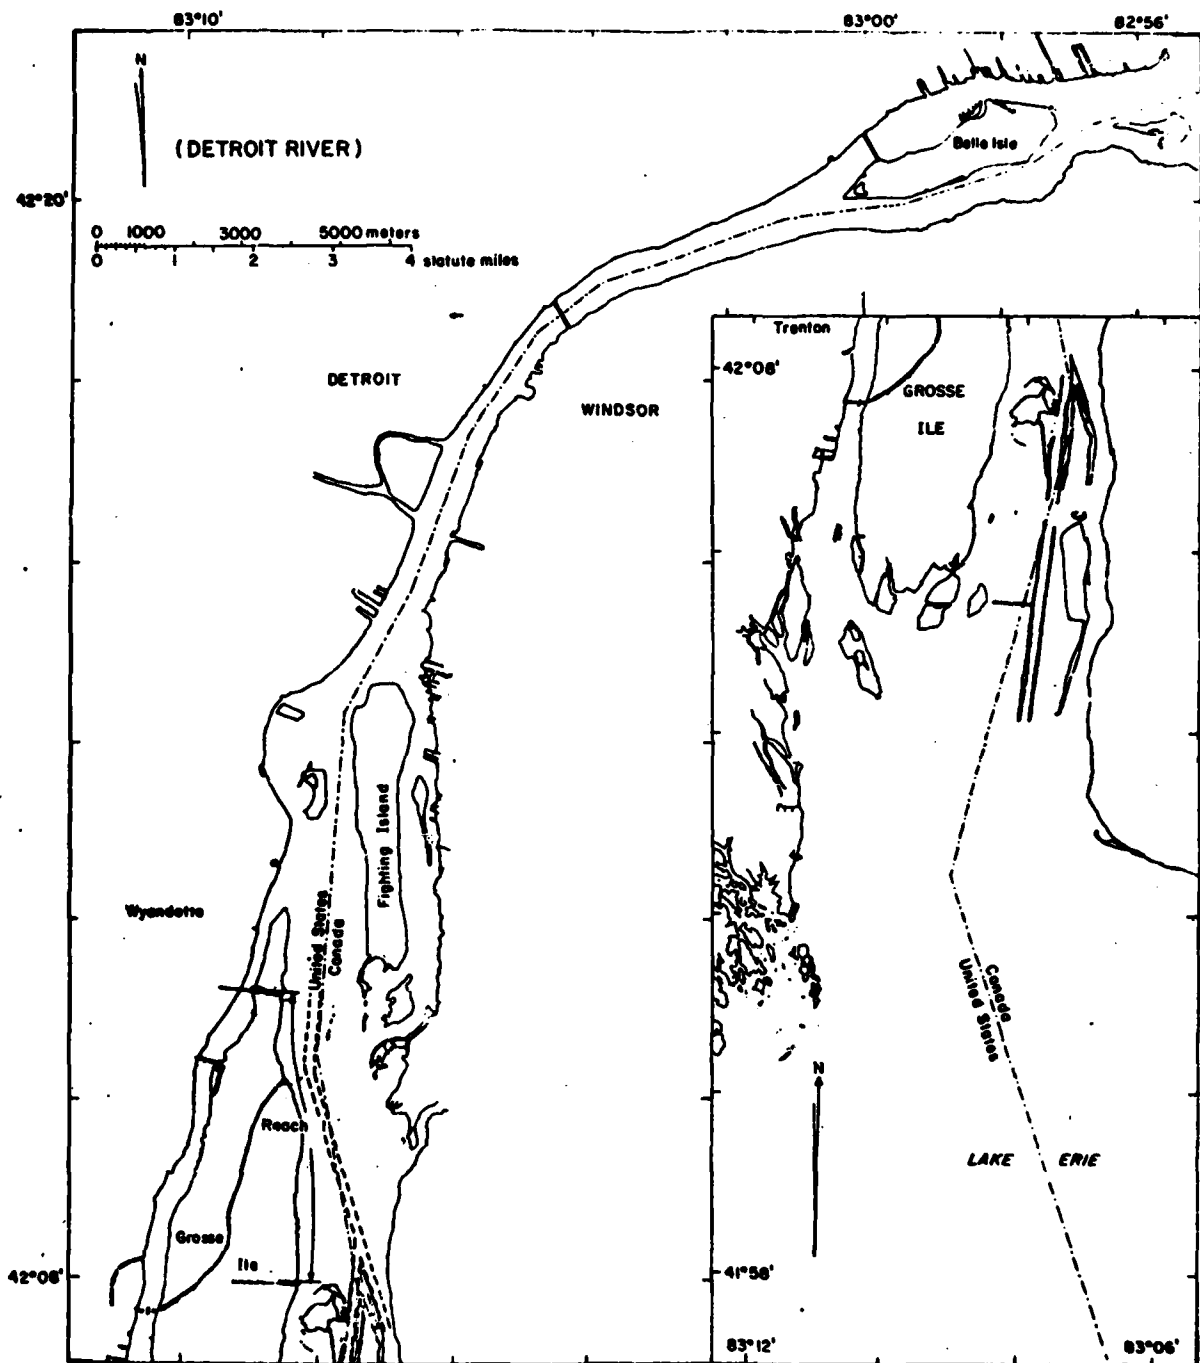 83°10'
83°00'
82°56'
N
(DETROIT RIVER)
Belle Isle
42°20'
0 1000 3000 5000 meters
0 1 2 3 4 statute miles
Trenton
42°08'
DETROIT
WINDSOR
GROSSE
ILE
Fighting Island
Wyandotte
United States
Canada
Canada
United States
N
Reach
LAKE ERIE
Grosse
Ile
42°08'
41°58'
83°12'
83°06'